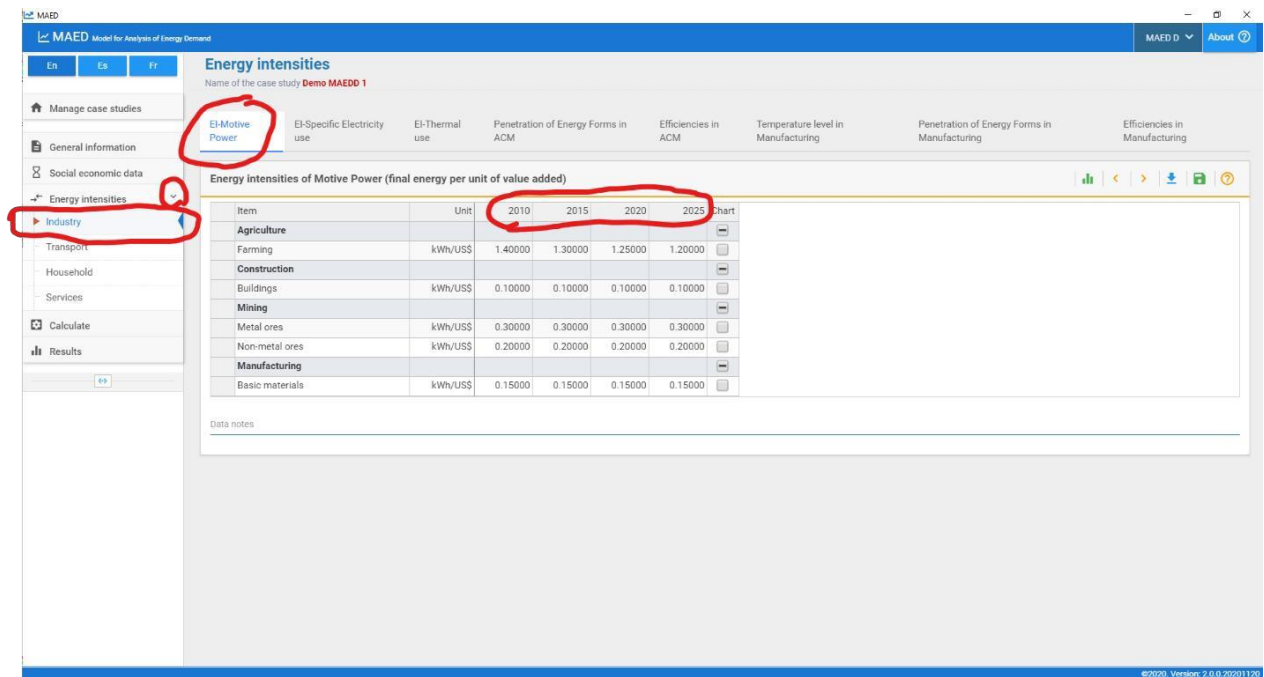 MAED
MAED Model for Analysis of Energy Demand
MAED D
About
En Es Fr
Manage case studies
General information
Social economic data
Energy intensities
Industry
Transport
Household
Services
Calculate
Results
Energy intensities
Name of the case study Demo MAEDD 1
EI-Motive Power
EI-Specific Electricity use
EI-Thermal use
Penetration of Energy Forms in ACM
Efficiencies in ACM
Temperature level in Manufacturing
Penetration of Energy Forms in Manufacturing
Efficiencies in Manufacturing
Energy intensities of Motive Power (final energy per unit of value added)
Item Unit 2010 2015 2020 2025 Chart
Agriculture
Farming kWh/US$ 1.40000 1.30000 1.25000 1.20000
Construction
Buildings kWh/US$ 0.10000 0.10000 0.10000 0.10000
Mining
Metal ores kWh/US$ 0.30000 0.30000 0.30000 0.30000
Non-metal ores kWh/US$ 0.20000 0.20000 0.20000 0.20000
Manufacturing
Basic materials kWh/US$ 0.15000 0.15000 0.15000 0.15000
Data notes
©2020. Version: 2.0.0.20201120